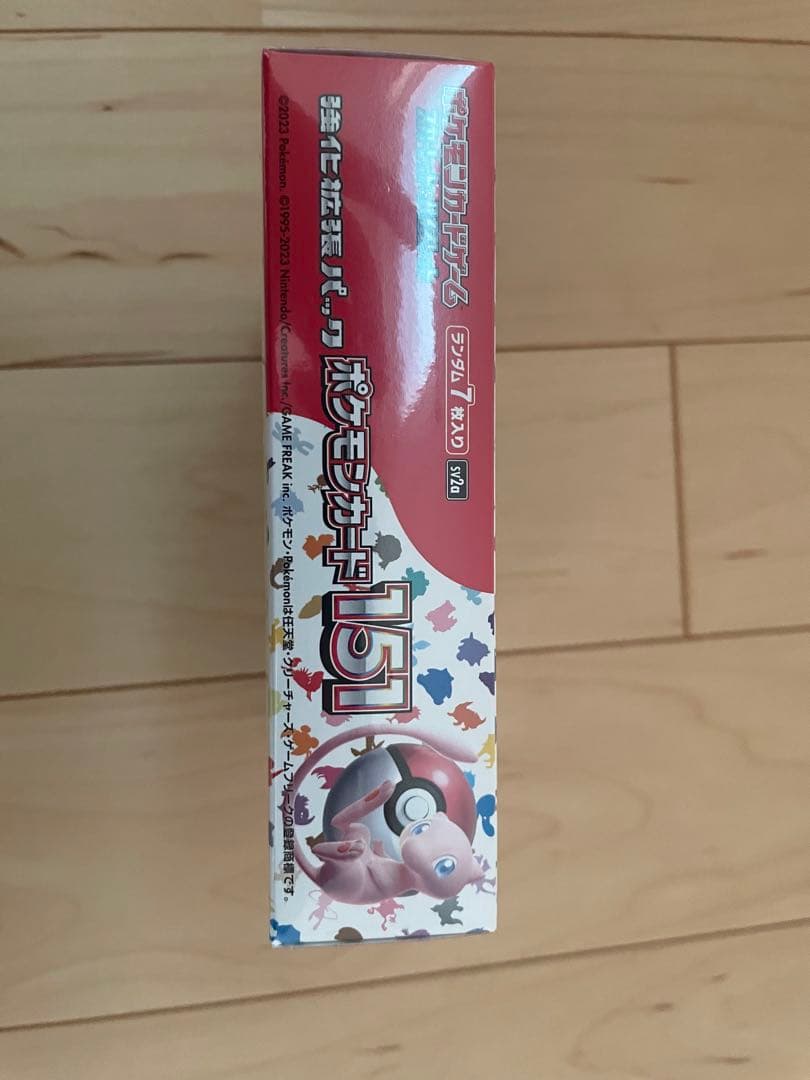 ポケモンカードゲーム
ランダム7枚入り
SV2a
強化拡張パック
ポケモンカード151
©2023 Pokémon. ©1995-2023 Nintendo/Creatures Inc./GAME FREAK inc. ポケモン・Pokémonは任天堂・クリーチャーズ・ゲームフリークの登録商標です。